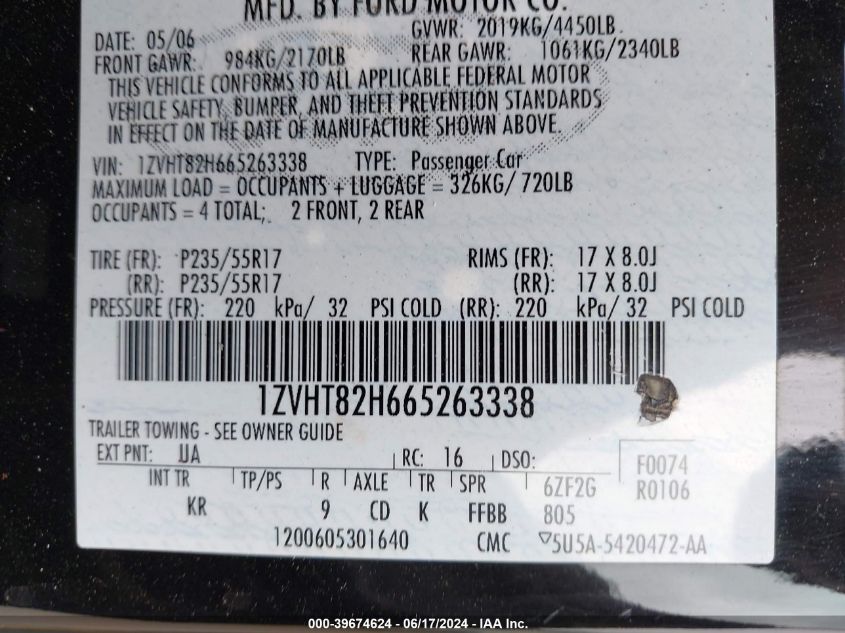 MFD. BY FORD MOTOR CO.
DATE: 05/06 GVWR: 2019KG/4450LB
FRONT GAWR: 984KG/2170LB REAR GAWR: 1061KG/2340LB
THIS VEHICLE CONFORMS TO ALL APPLICABLE FEDERAL MOTOR
VEHICLE SAFETY, BUMPER, AND THEFT PREVENTION STANDARDS
IN EFFECT ON THE DATE OF MANUFACTURE SHOWN ABOVE.
VIN: 1ZVHT82H665263338 TYPE: Passenger Car
MAXIMUM LOAD = OCCUPANTS + LUGGAGE = 326KG/ 720LB
OCCUPANTS = 4 TOTAL; 2 FRONT, 2 REAR
TIRE (FR): P235/55R17 RIMS (FR): 17 X 8.0J
(RR): P235/55R17 (RR): 17 X 8.0J
PRESSURE (FR): 220 kPa/ 32 PSI COLD (RR): 220 kPa/ 32 PSI COLD
1ZVHT82H665263338
TRAILER TOWING - SEE OWNER GUIDE
EXT PNT: UA RC: 16 DSO: F0074
INT TR TP/PS R AXLE TR SPR 6ZF2G R0106
KR 9 CD K FFBB 805
1200605301640 CMC ▽5U5A-5420472-AA
000-39674624 - 06/17/2024 - IAA Inc.